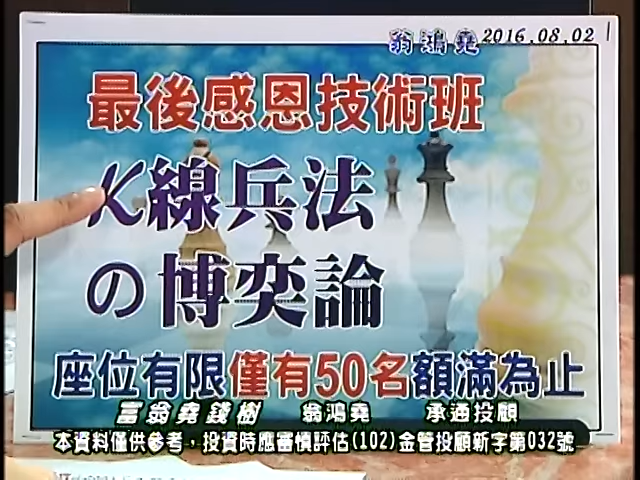 翁鴻堯 2016.08.02
最後感恩技術班
K線兵法
の博奕論
座位有限僅有50名額滿為止
富翁堯錢樹 翁鴻堯 承通投顧
本資料僅供參考，投資時應審慎評估(102)金管投顧新字第032號